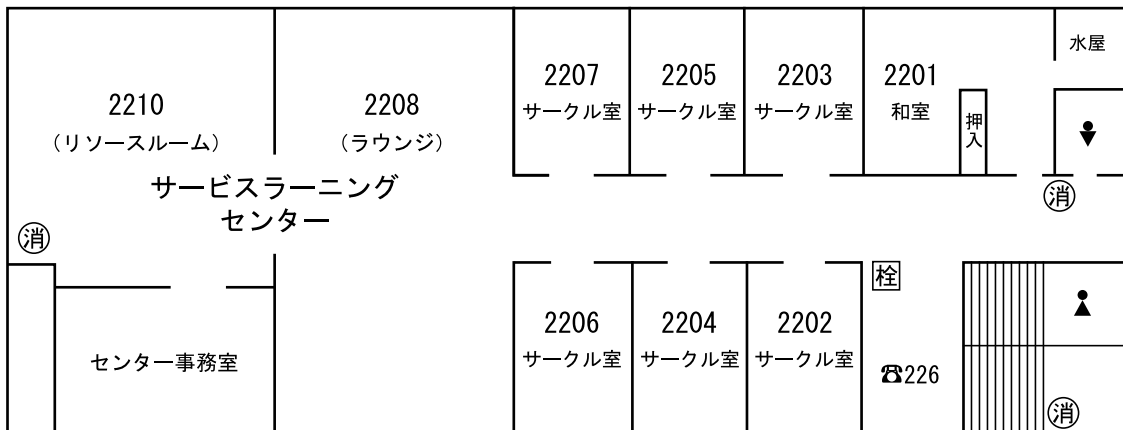 2210
(リソースルーム)
2208
(ラウンジ)
サービスラーニング
センター
2207
サークル室
2205
サークル室
2203
サークル室
2201
和室
押入
水屋
消
消
センター事務室
2206
サークル室
2204
サークル室
2202
サークル室
栓
☎226
消